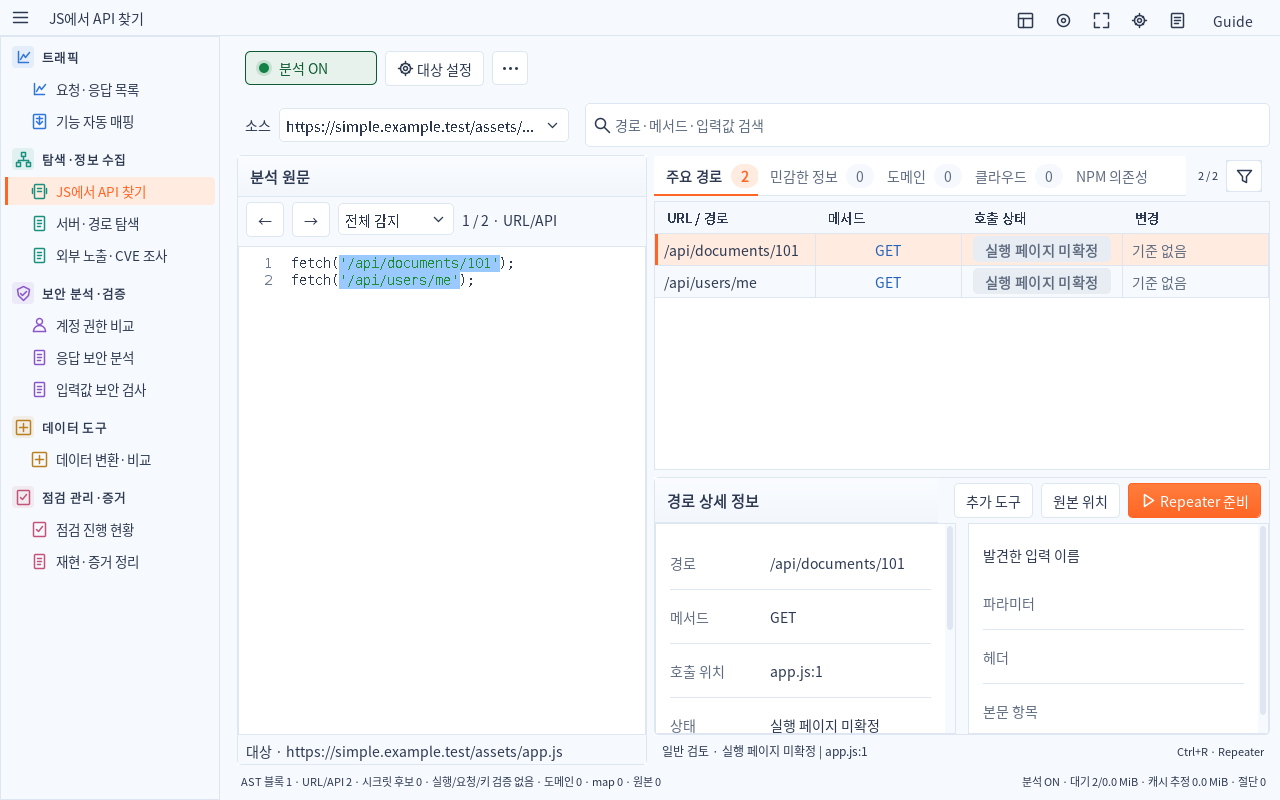 JS에서 API 찾기
Guide
트래픽
요청·응답 목록
기능 자동 매핑
탐색·정보 수집
JS에서 API 찾기
서버·경로 탐색
외부 노출·CVE 조사
보안 분석·검증
계정 권한 비교
응답 보안 분석
입력값 보안 검사
데이터 도구
데이터 변환·비교
점검 관리·증거
점검 진행 현황
재현·증거 정리
분석 ON
대상 설정
소스
https://simple.example.test/assets/...
경로·메서드·입력값 검색
분석 원문
← → 전체 감지 1 / 2 · URL/API
1 fetch('/api/documents/101');
2 fetch('/api/users/me');
대상 · https://simple.example.test/assets/app.js
주요 경로 2 민감한 정보 0 도메인 0 클라우드 0 NPM 의존성 2 / 2
URL / 경로 메서드 호출 상태 변경
/api/documents/101 GET 실행 페이지 미확정 기준 없음
/api/users/me GET 실행 페이지 미확정 기준 없음
경로 상세 정보 추가 도구 원본 위치 Repeater 준비
경로 /api/documents/101
메서드 GET
호출 위치 app.js:1
상태 실행 페이지 미확정
발견한 입력 이름
파라미터
헤더
본문 항목
일반 검토 · 실행 페이지 미확정 | app.js:1 Ctrl+R · Repeater
AST 블록 1 · URL/API 2 · 시크릿 후보 0 · 실행/요청/키 검증 없음 · 도메인 0 · map 0 · 원본 0
분석 ON · 대기 2/0.0 MiB · 캐시 추정 0.0 MiB · 절단 0